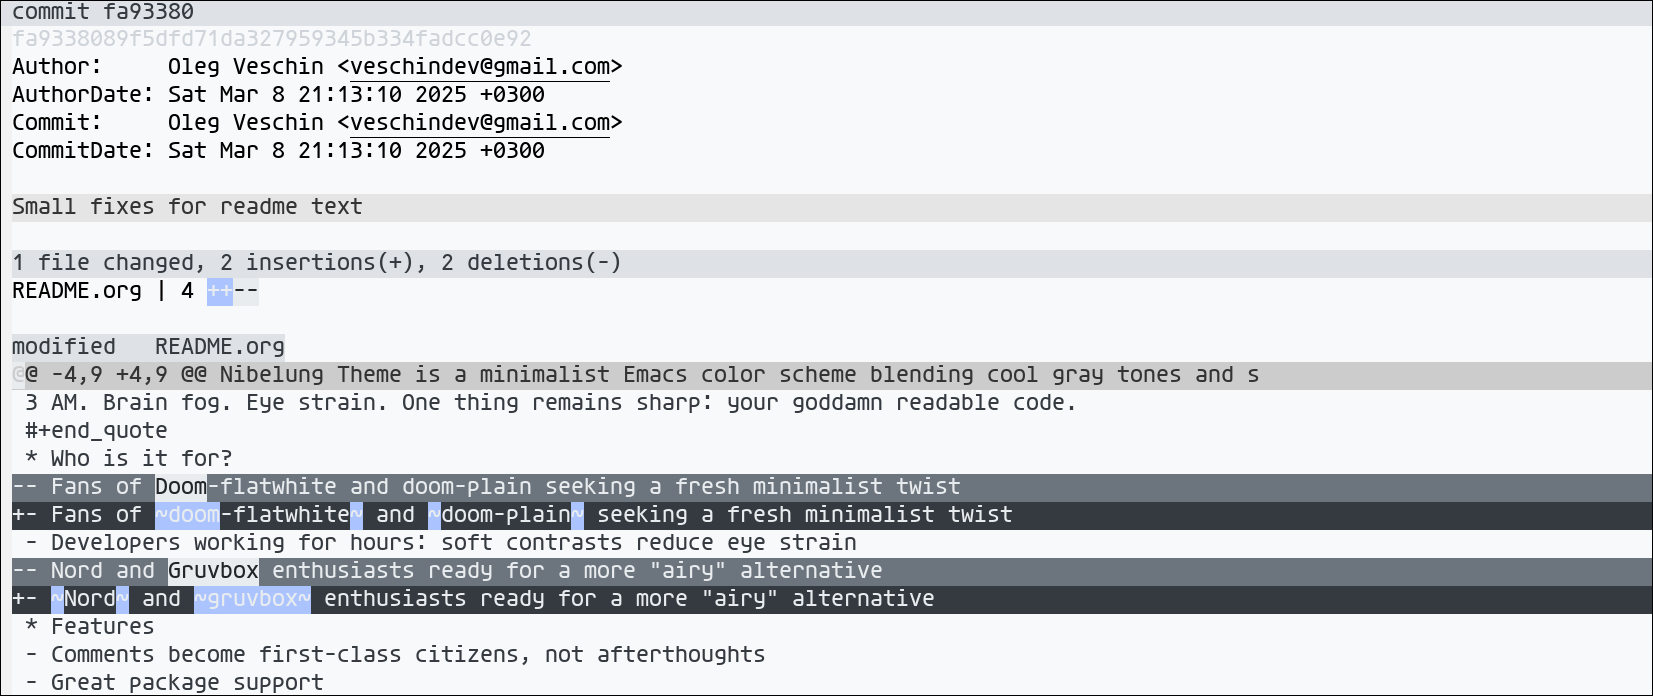 commit fa93380
fa9338089f5dfd71da327959345b334fadcc0e92
Author:     Oleg Veschin <veschindev@gmail.com>
AuthorDate: Sat Mar 8 21:13:10 2025 +0300
Commit:     Oleg Veschin <veschindev@gmail.com>
CommitDate: Sat Mar 8 21:13:10 2025 +0300
Small fixes for readme text
1 file changed, 2 insertions(+), 2 deletions(-)
README.org | 4 ++--
modified   README.org
@@ -4,9 +4,9 @@ Nibelung Theme is a minimalist Emacs color scheme blending cool gray tones and s
 3 AM. Brain fog. Eye strain. One thing remains sharp: your goddamn readable code.
 #+end_quote
 * Who is it for?
-- Fans of Doom-flatwhite and doom-plain seeking a fresh minimalist twist
+- Fans of ~doom-flatwhite~ and ~doom-plain~ seeking a fresh minimalist twist
 - Developers working for hours: soft contrasts reduce eye strain
-- Nord and Gruvbox enthusiasts ready for a more "airy" alternative
+- ~Nord~ and ~gruvbox~ enthusiasts ready for a more "airy" alternative
 * Features
 - Comments become first-class citizens, not afterthoughts
 - Great package support